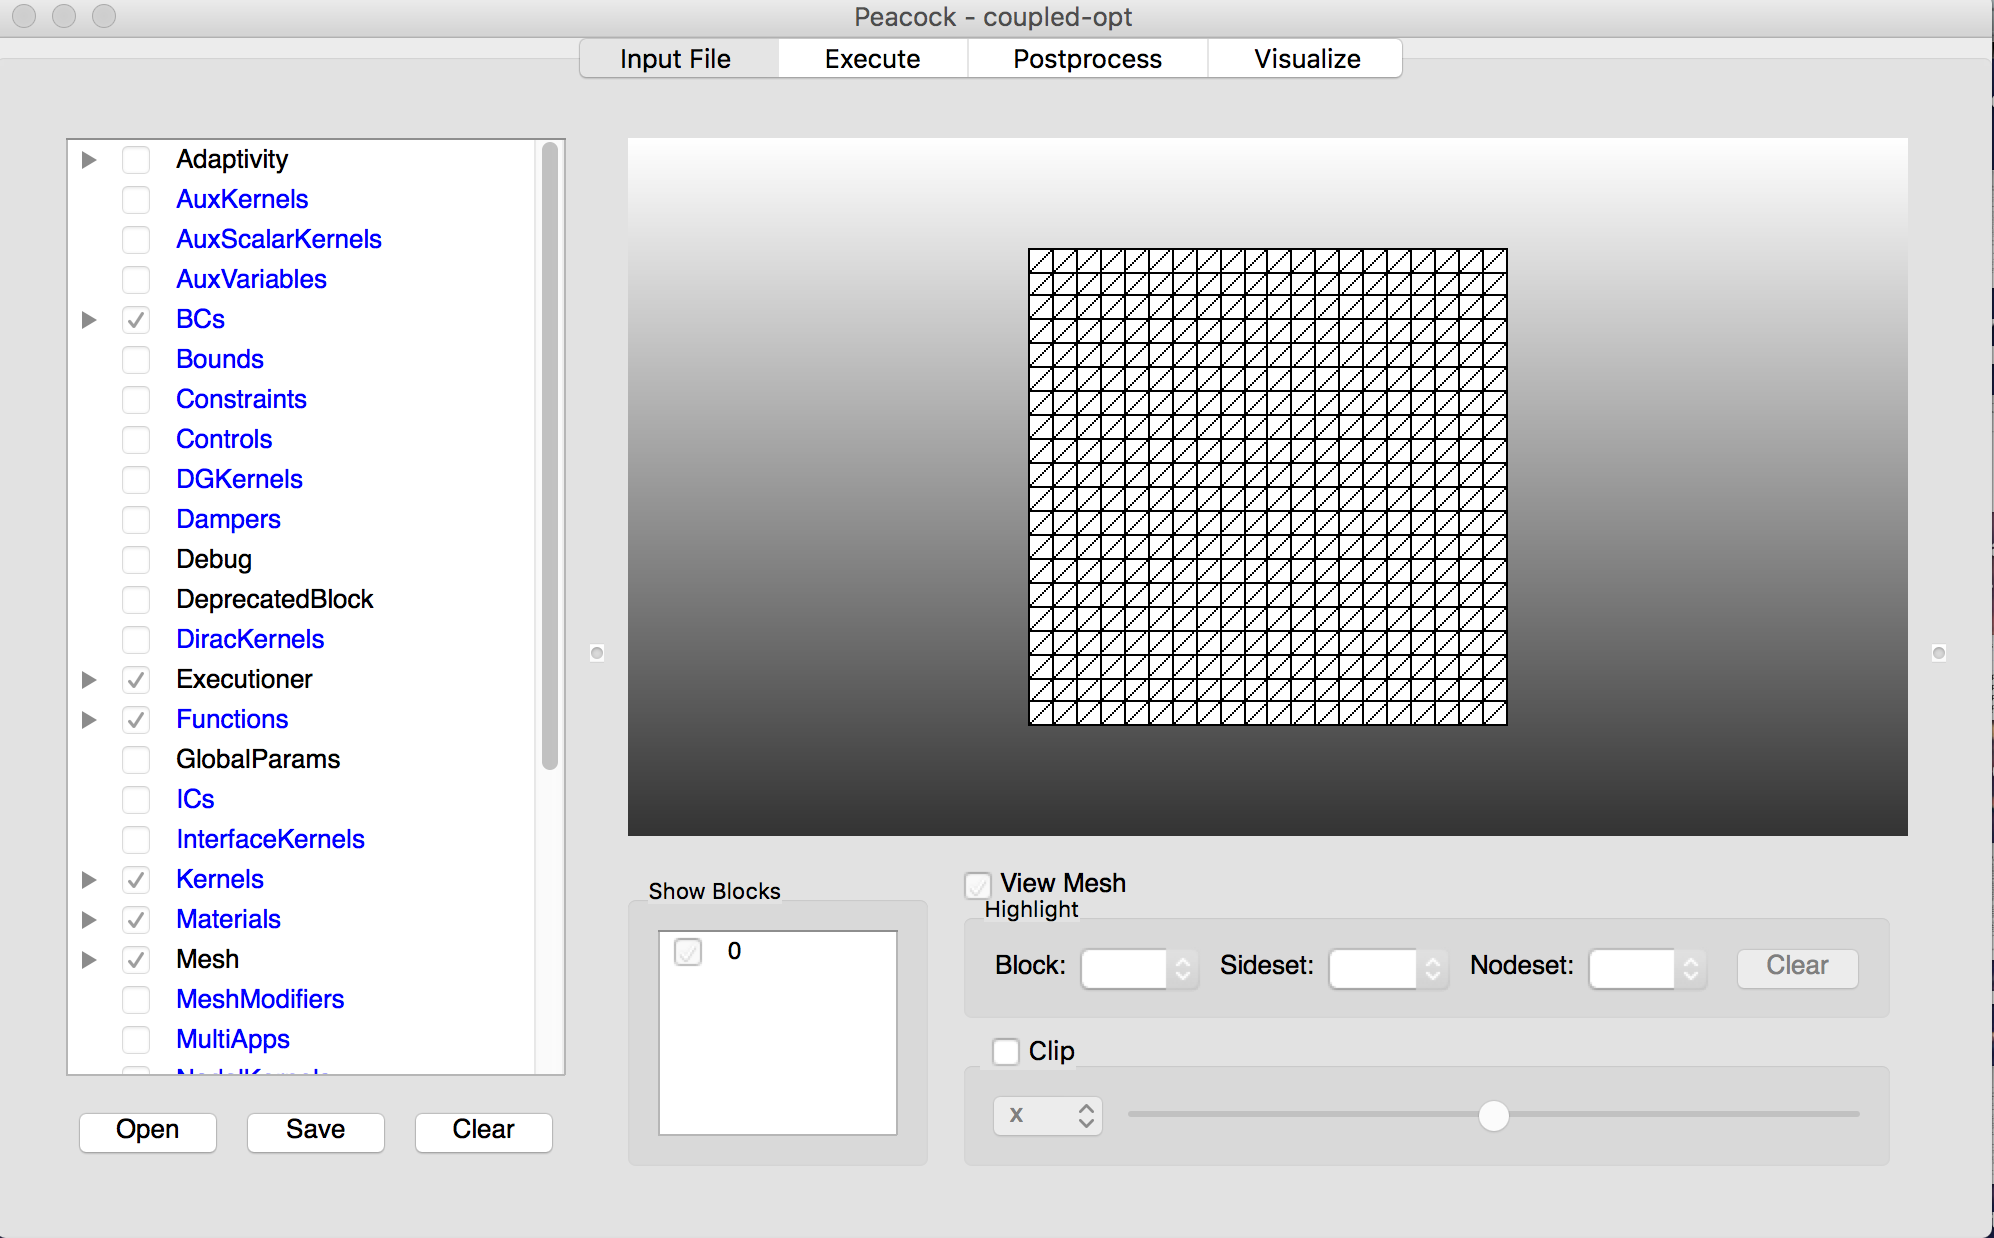 Peacock - coupled-opt
Input File Execute Postprocess Visualize
Adaptivity
AuxKernels
AuxScalarKernels
AuxVariables
BCs
Bounds
Constraints
Controls
DGKernels
Dampers
Debug
DeprecatedBlock
DiracKernels
Executioner
Functions
GlobalParams
ICs
InterfaceKernels
Kernels
Materials
Mesh
MeshModifiers
MultiApps
Open Save Clear
Show Blocks
0
View Mesh
Highlight
Block: Sideset: Nodeset: Clear
Clip
x